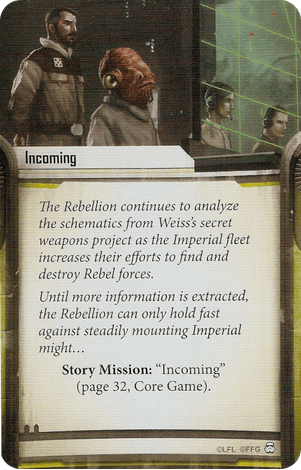 Incoming
The Rebellion continues to analyze
the schematics from Weiss's secret
weapons project as the Imperial fleet
increases their efforts to find and
destroy Rebel forces.
Until more information is extracted,
the Rebellion can only hold fast
against steadily mounting Imperial
might…
Story Mission: “Incoming”
(page 32, Core Game).
©LFL ©FFG